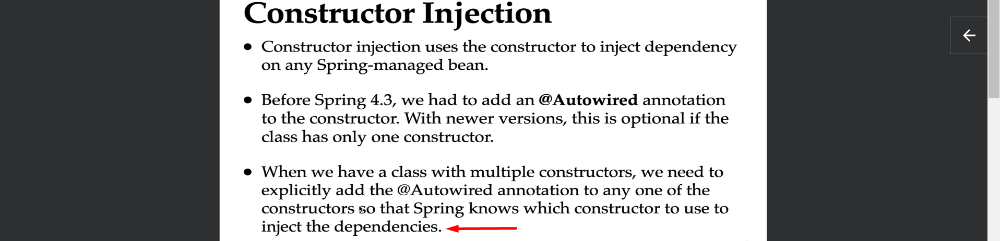 Constructor Injection
• Constructor injection uses the constructor to inject dependency
on any Spring-managed bean.
• Before Spring 4.3, we had to add an @Autowired annotation
to the constructor. With newer versions, this is optional if the
class has only one constructor.
• When we have a class with multiple constructors, we need to
explicitly add the @Autowired annotation to any one of the
constructors so that Spring knows which constructor to use to
inject the dependencies.